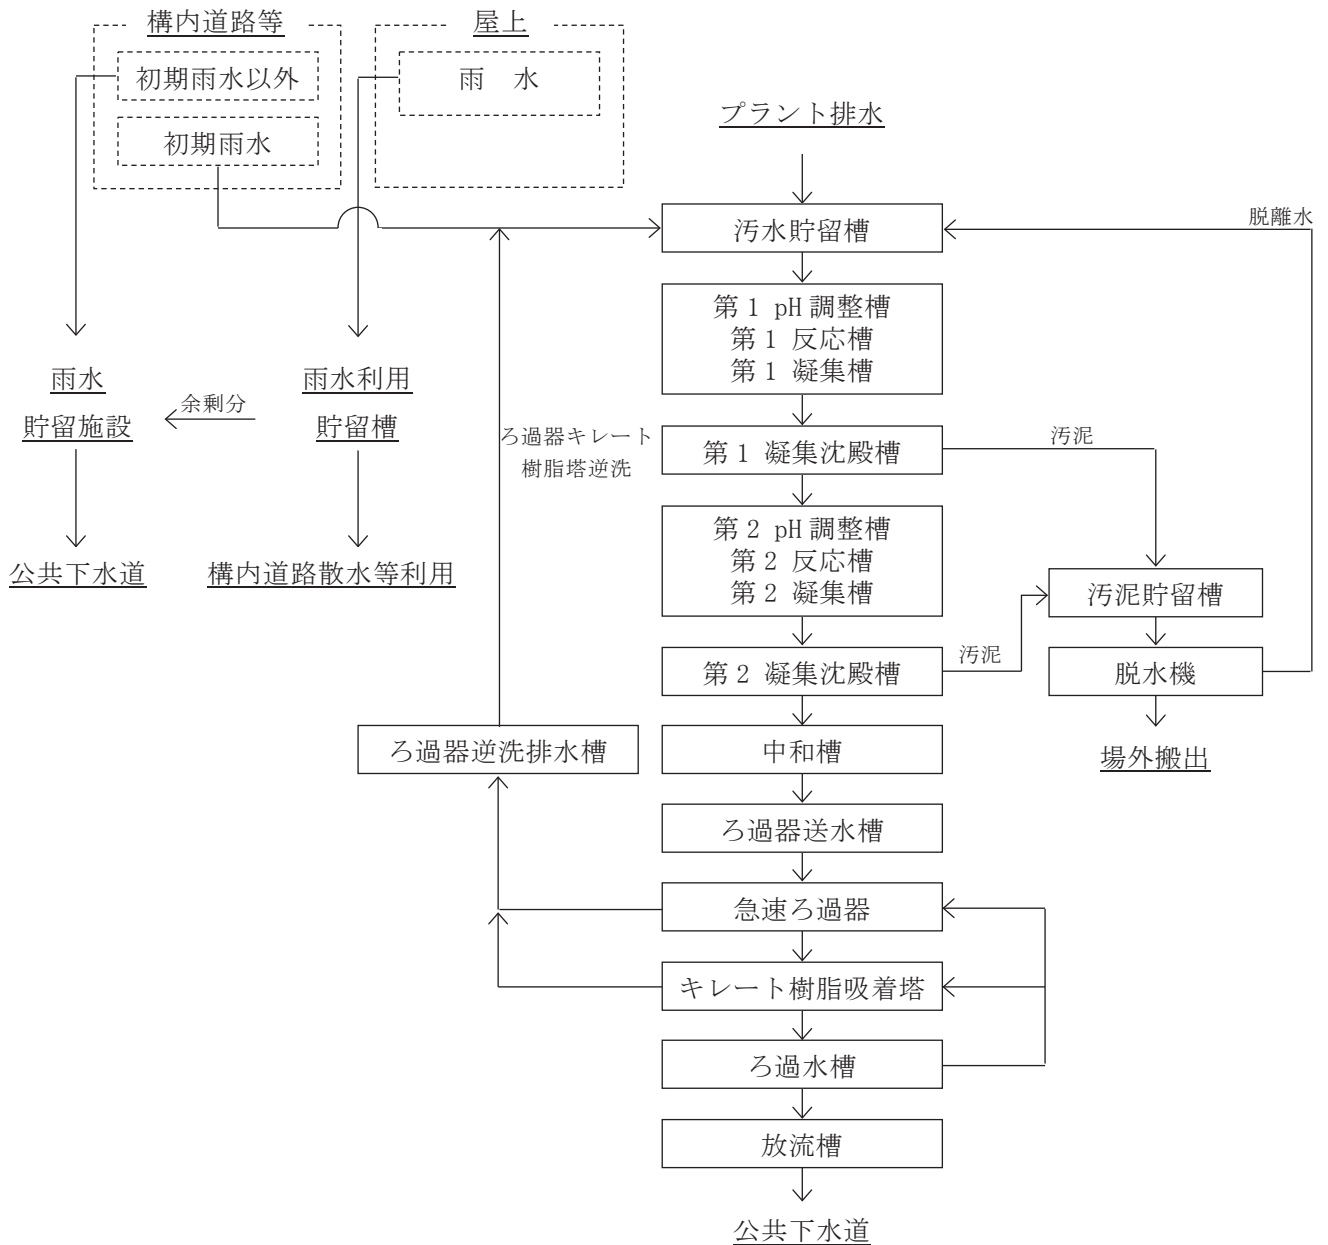 構内道路等
屋上
初期雨水以外
雨　水
初期雨水
プラント排水
脱離水
汚水貯留槽
第1 pH調整槽
第1 反応槽
第1 凝集槽
雨水
貯留施設
余剰分
雨水利用
貯留槽
ろ過器キレート
樹脂塔逆洗
第1 凝集沈殿槽
汚泥
第2 pH調整槽
第2 反応槽
第2 凝集槽
公共下水道
構内道路散水等利用
汚泥貯留槽
第2 凝集沈殿槽
汚泥
脱水機
ろ過器逆洗排水槽
中和槽
場外搬出
ろ過器送水槽
急速ろ過器
キレート樹脂吸着塔
ろ過水槽
放流槽
公共下水道